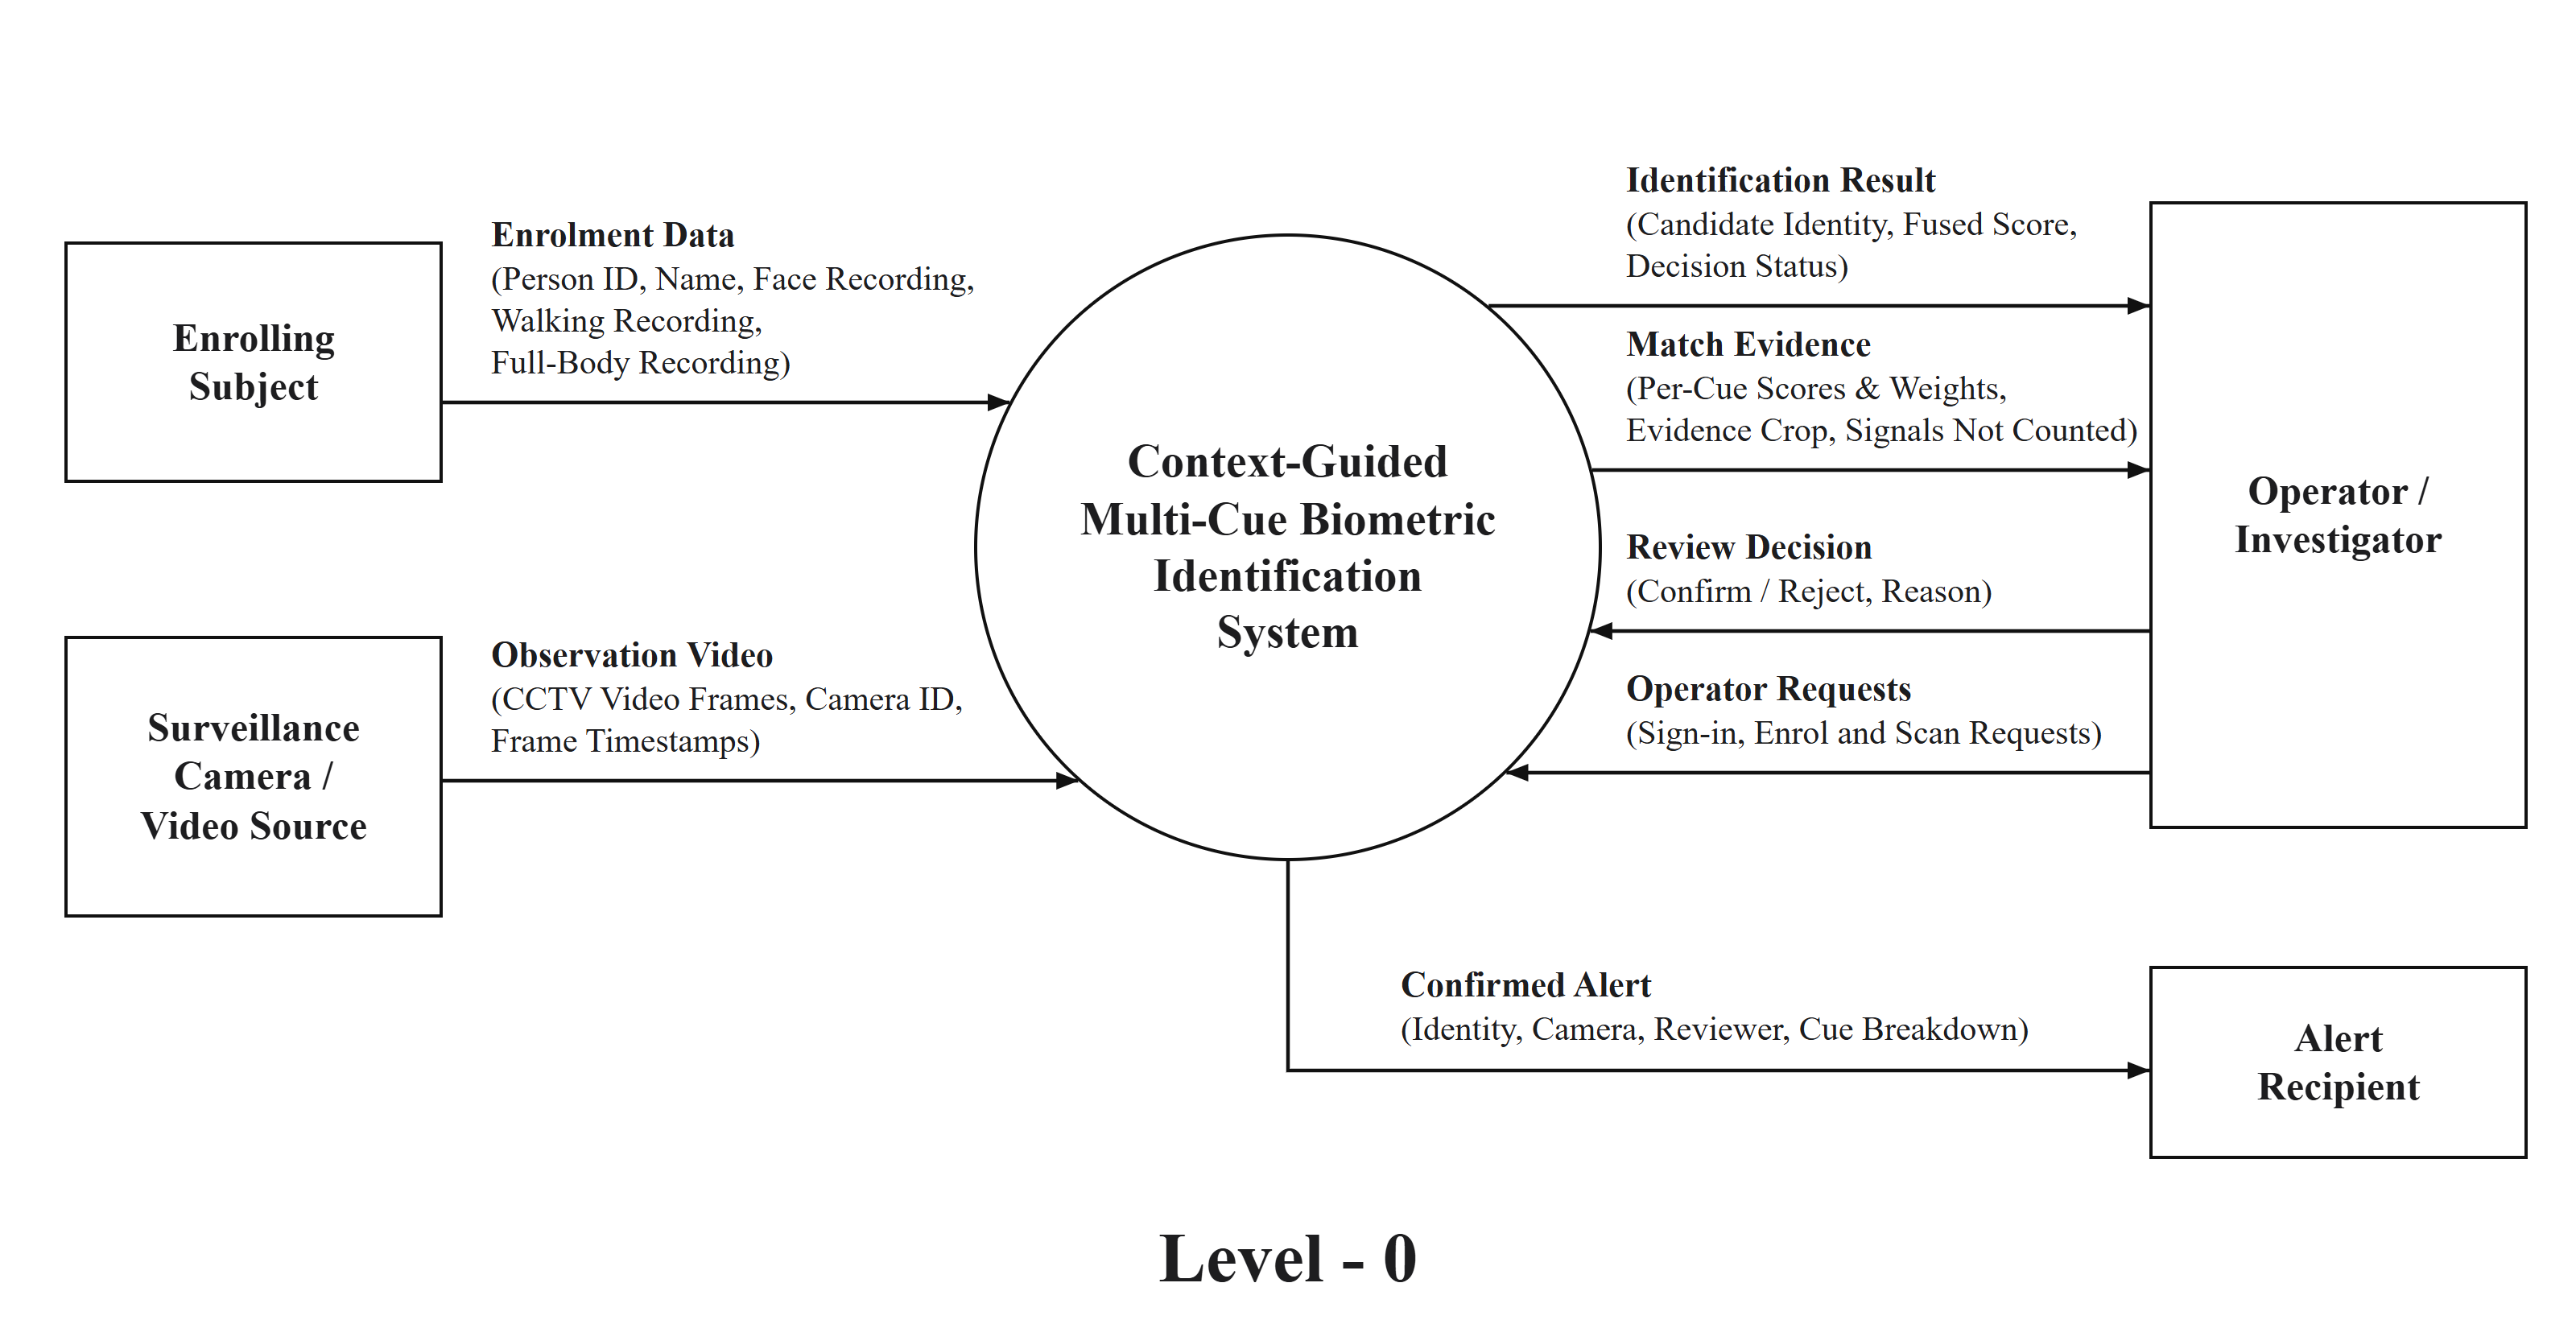 Enrolling
Subject
Enrolment Data
(Person ID, Name, Face Recording,
Walking Recording,
Full-Body Recording)
Surveillance
Camera /
Video Source
Observation Video
(CCTV Video Frames, Camera ID,
Frame Timestamps)
Context-Guided
Multi-Cue Biometric
Identification
System
Identification Result
(Candidate Identity, Fused Score,
Decision Status)
Match Evidence
(Per-Cue Scores & Weights,
Evidence Crop, Signals Not Counted)
Review Decision
(Confirm / Reject, Reason)
Operator Requests
(Sign-in, Enrol and Scan Requests)
Operator /
Investigator
Confirmed Alert
(Identity, Camera, Reviewer, Cue Breakdown)
Alert
Recipient
Level - 0